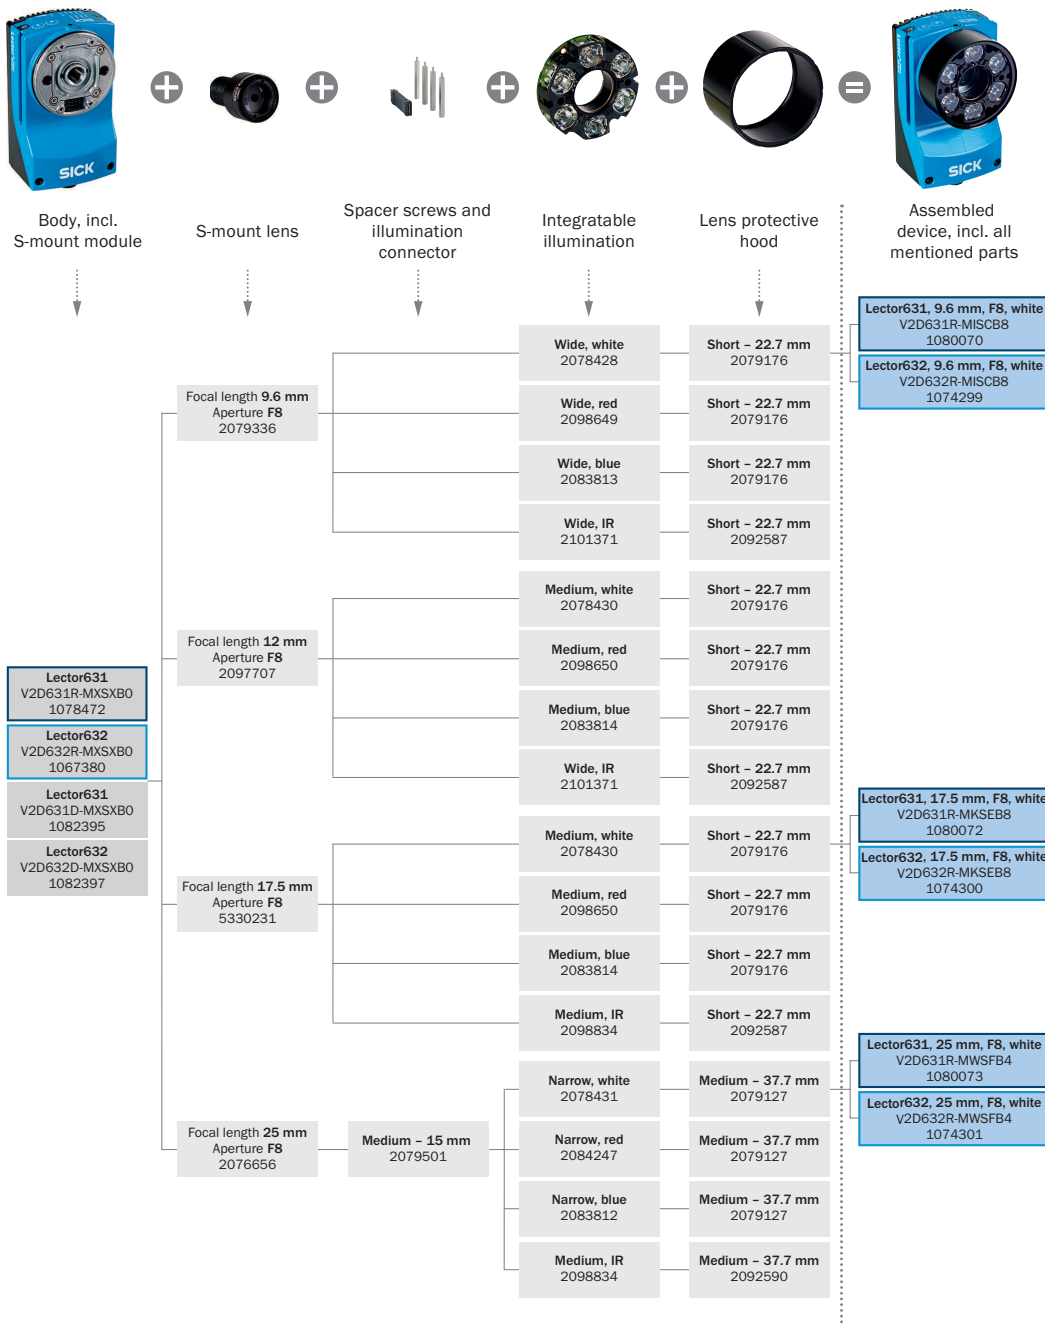 SICK
SICK
Body, incl.
S-mount module
S-mount lens
Spacer screws and
illumination
connector
Integratable
illumination
Lens protective
hood
Assembled
device, incl. all
mentioned parts
Lector631
V2D631R-MXSXB0
1078472
Lector632
V2D632R-MXSXB0
1067380
Lector631
V2D631D-MXSXB0
1082395
Lector632
V2D632D-MXSXB0
1082397
Focal length 9.6 mm
Aperture F8
2079336
Wide, white
2078428
Short – 22.7 mm
2079176
Lector631, 9.6 mm, F8, white
V2D631R-MISCB8
1080070
Lector632, 9.6 mm, F8, white
V2D632R-MISCB8
1074299
Wide, red
2098649
Short – 22.7 mm
2079176
Wide, blue
2083813
Short – 22.7 mm
2079176
Wide, IR
2101371
Short – 22.7 mm
2092587
Focal length 12 mm
Aperture F8
2097707
Medium, white
2078430
Short – 22.7 mm
2079176
Medium, red
2098650
Short – 22.7 mm
2079176
Medium, blue
2083814
Short – 22.7 mm
2079176
Wide, IR
2101371
Short – 22.7 mm
2092587
Focal length 17.5 mm
Aperture F8
5330231
Medium, white
2078430
Short – 22.7 mm
2079176
Lector631, 17.5 mm, F8, white
V2D631R-MKSEB8
1080072
Lector632, 17.5 mm, F8, white
V2D632R-MKSEB8
1074300
Medium, red
2098650
Short – 22.7 mm
2079176
Medium, blue
2083814
Short – 22.7 mm
2079176
Medium, IR
2098834
Short – 22.7 mm
2092587
Focal length 25 mm
Aperture F8
2076656
Medium – 15 mm
2079501
Narrow, white
2078431
Medium – 37.7 mm
2079127
Lector631, 25 mm, F8, white
V2D631R-MWSFB4
1080073
Lector632, 25 mm, F8, white
V2D632R-MWSFB4
1074301
Narrow, red
2084247
Medium – 37.7 mm
2079127
Narrow, blue
2083812
Medium – 37.7 mm
2079127
Medium, IR
2098834
Medium – 37.7 mm
2092590